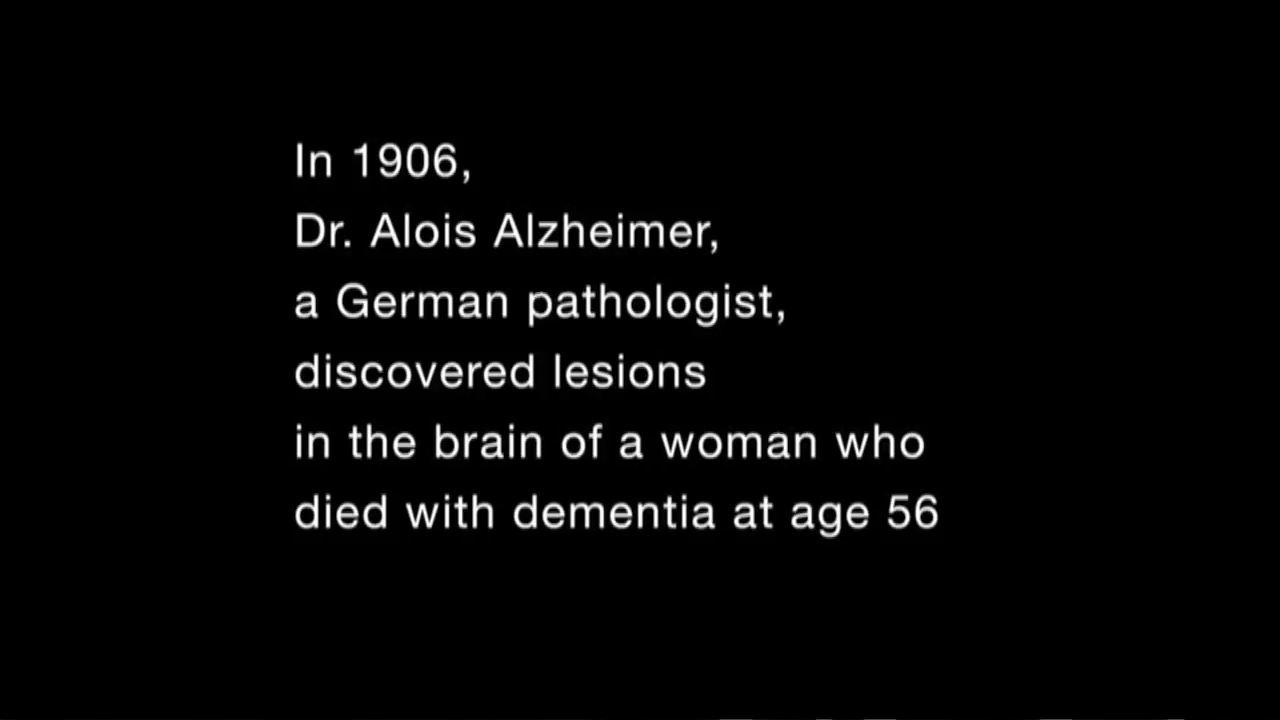 In 1906,
Dr. Alois Alzheimer,
a German pathologist,
discovered lesions
in the brain of a woman who
died with dementia at age 56